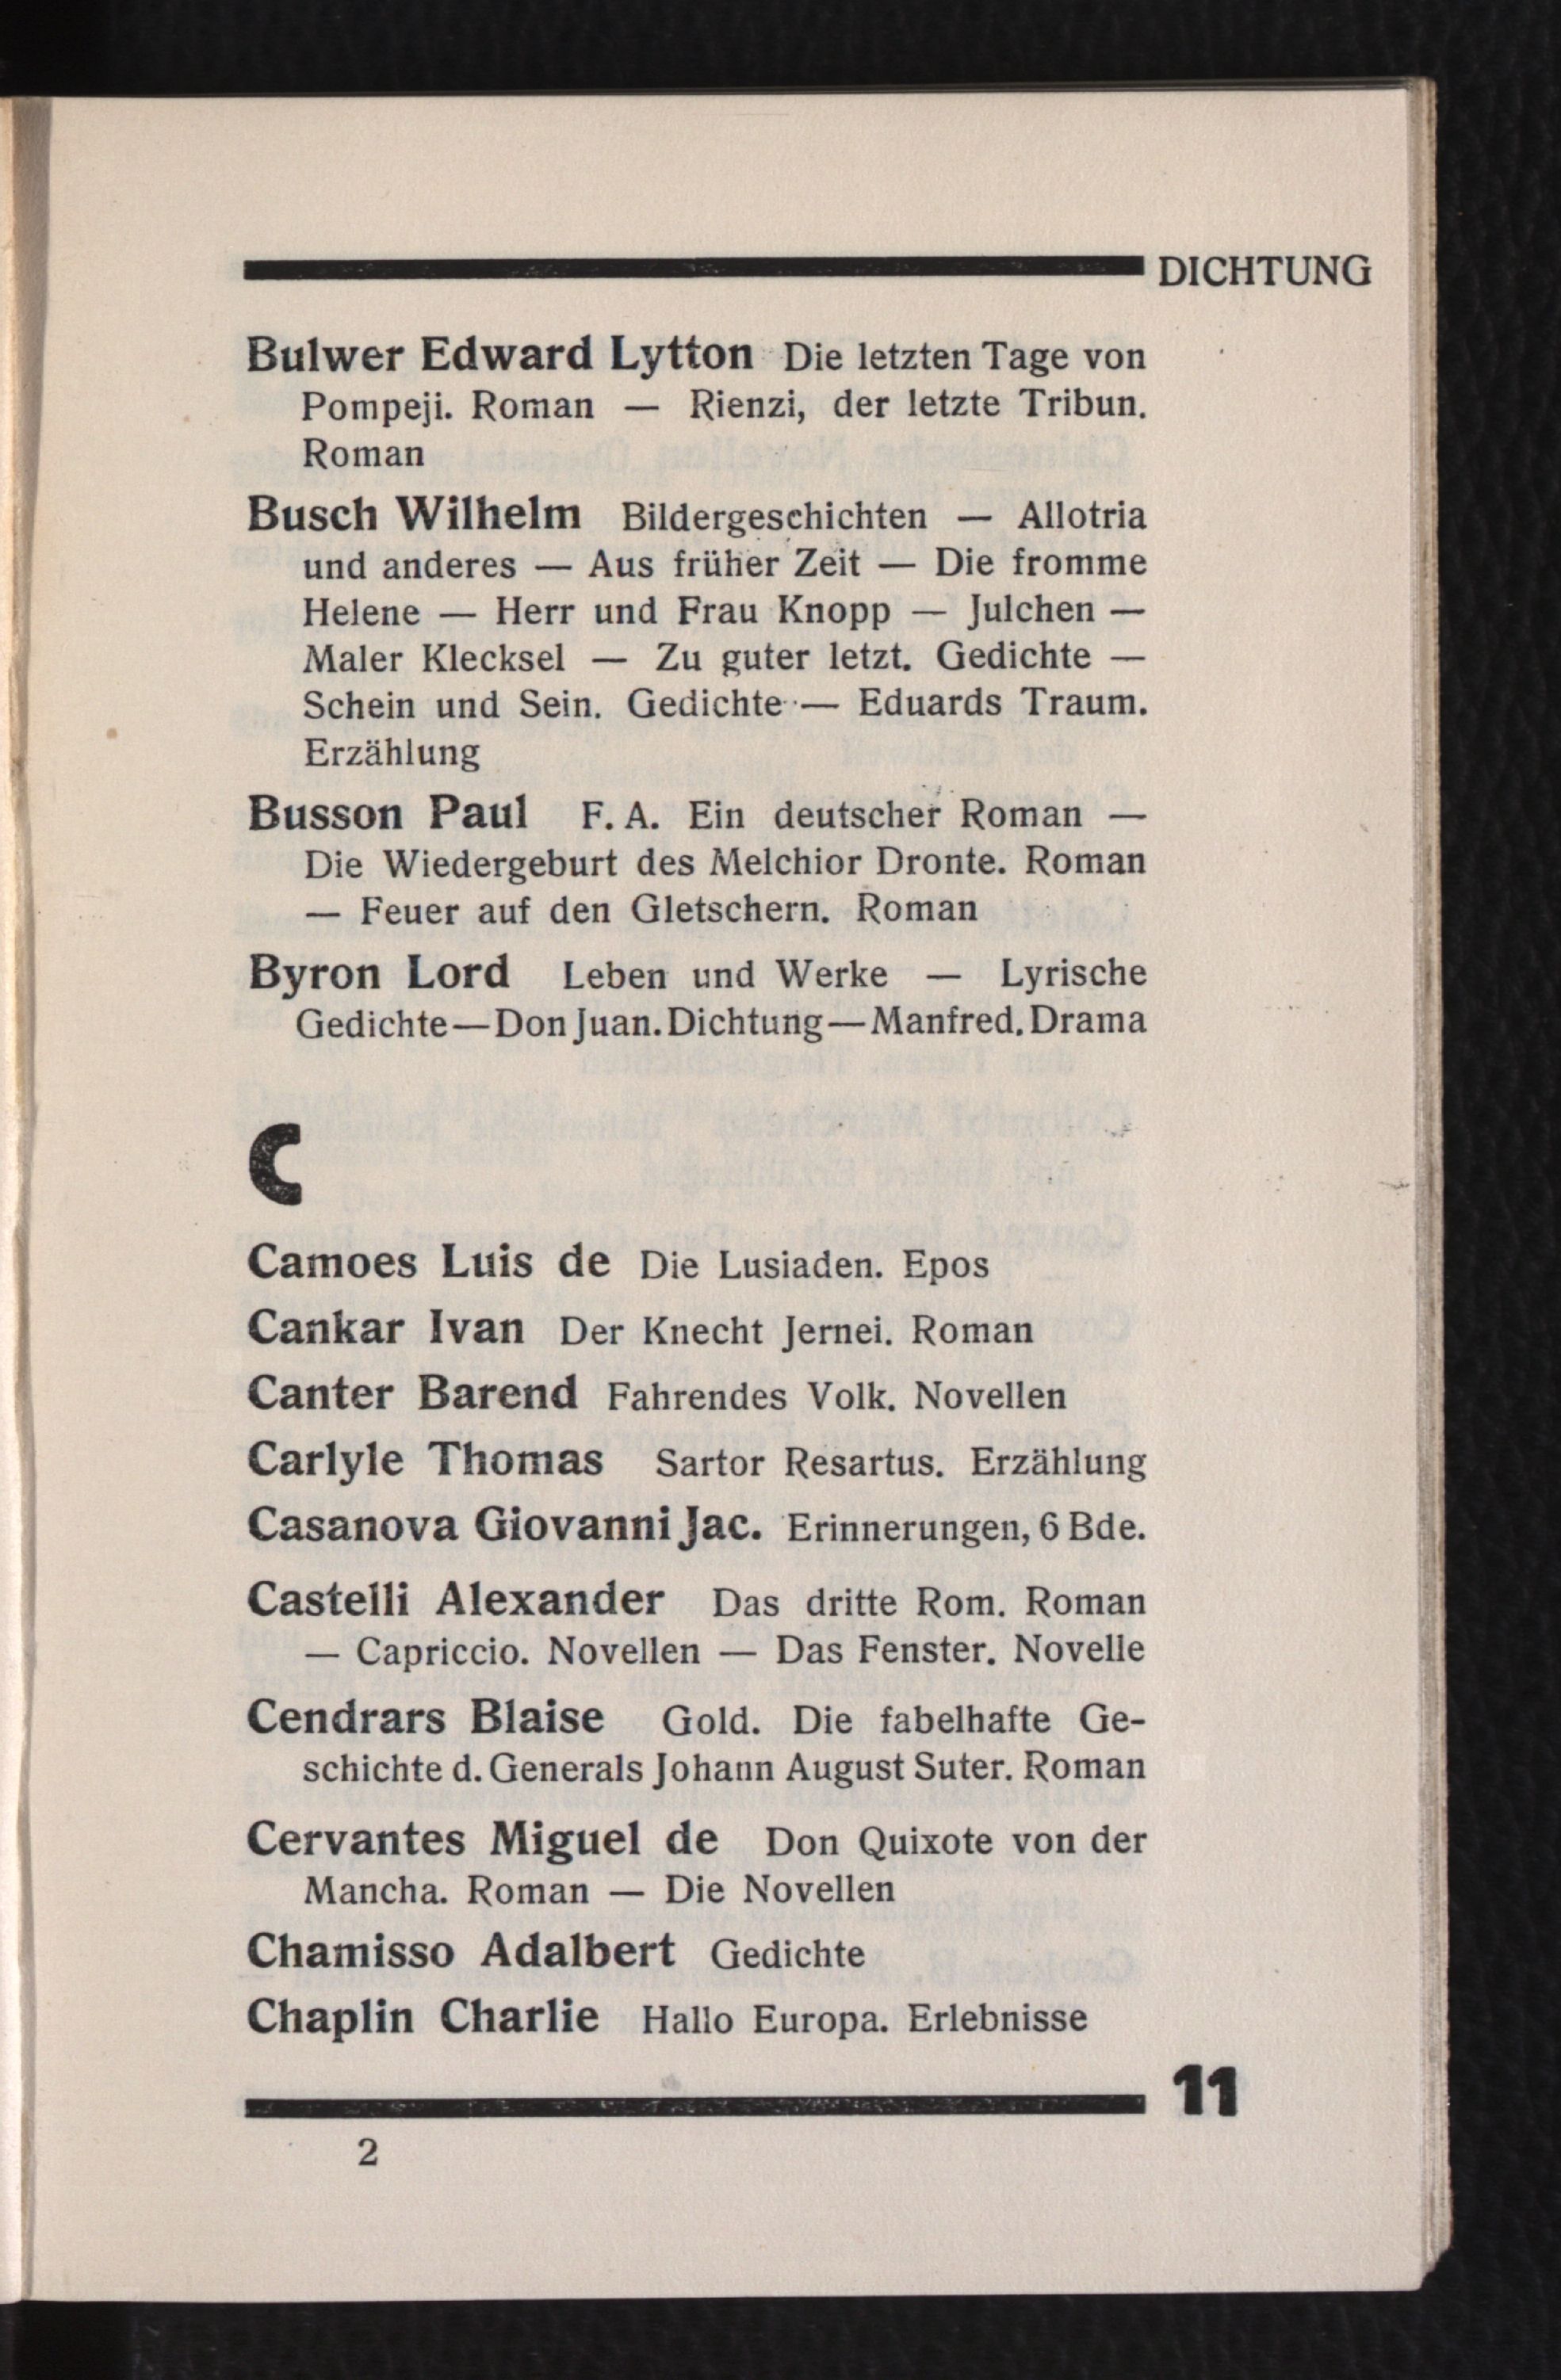 DICHTUNG
Bulwer Edward Lytton Die letzten Tage von
Pompeji. Roman — Rienzi, der letzte Tribun.
Roman
Busch Wilhelm Bildergeschichten — Allotria
und anderes — Aus früher Zeit — Die fromme
Helene — Herr und Frau Knopp — Julchen —
Maler Klecksel — Zu guter letzt. Gedichte —
Schein und Sein. Gedichte — Eduards Traum.
Erzählung
Busson Paul F. A. Ein deutscher Roman —
Die Wiedergeburt des Melchior Dronte. Roman
— Feuer auf den Gletschern. Roman
Byron Lord Leben und Werke — Lyrische
Gedichte—Don Juan. Dichtung—Manfred. Drama
C
Camoes Luis de Die Lusiaden. Epos
Cankar Ivan Der Knecht Jernei. Roman
Canter Barend Fahrendes Volk. Novellen
Carlyle Thomas Sartor Resartus. Erzählung
Casanova Giovanni Jac. Erinnerungen, 6 Bde.
Castelli Alexander Das dritte Rom. Roman
— Capriccio. Novellen — Das Fenster. Novelle
Cendrars Blaise Gold. Die fabelhafte Ge-
schichte d. Generals Johann August Suter. Roman
Cervantes Miguel de Don Quixote von der
Mancha. Roman — Die Novellen
Chamisso Adalbert Gedichte
Chaplin Charlie Hallo Europa. Erlebnisse
11
2